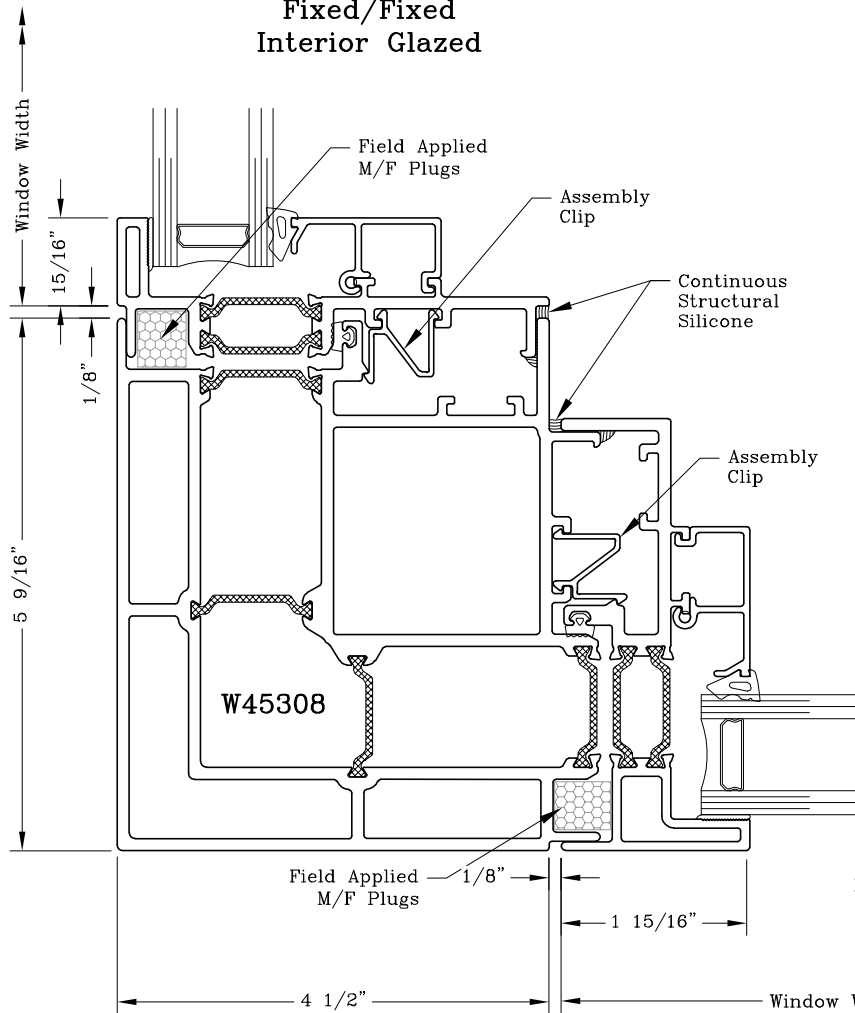 Fixed/Fixed
Interior Glazed
Window Width
Field Applied
M/F Plugs
Assembly
Clip
15/16"
Continuous
Structural
Silicone
1/8"
Assembly
Clip
5 9/16"
W45308
Field Applied
M/F Plugs
1/8"
1 15/16"
4 1/2"
Window